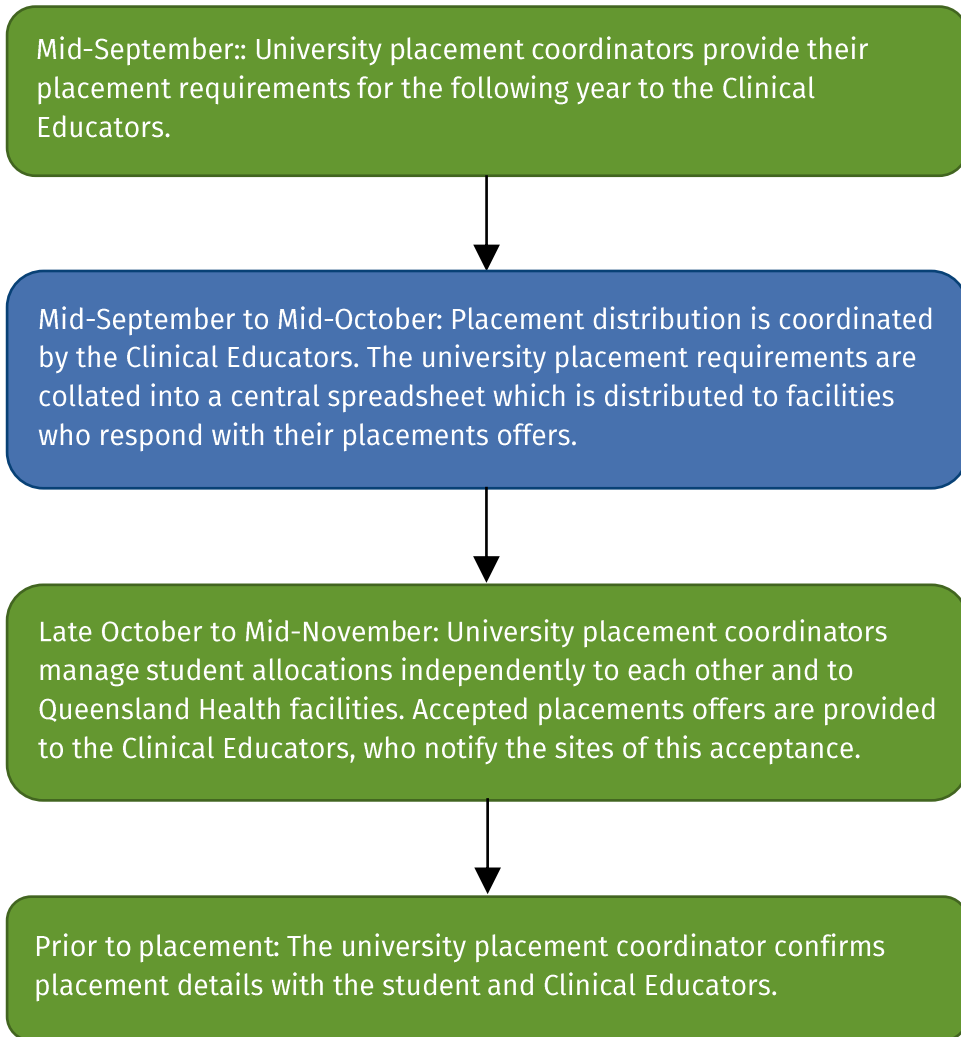 Mid-September:: University placement coordinators provide their
placement requirements for the following year to the Clinical
Educators.
Mid-September to Mid-October: Placement distribution is coordinated
by the Clinical Educators. The university placement requirements are
collated into a central spreadsheet which is distributed to facilities
who respond with their placements offers.
Late October to Mid-November: University placement coordinators
manage student allocations independently to each other and to
Queensland Health facilities. Accepted placements offers are provided
to the Clinical Educators, who notify the sites of this acceptance.
Prior to placement: The university placement coordinator confirms
placement details with the student and Clinical Educators.